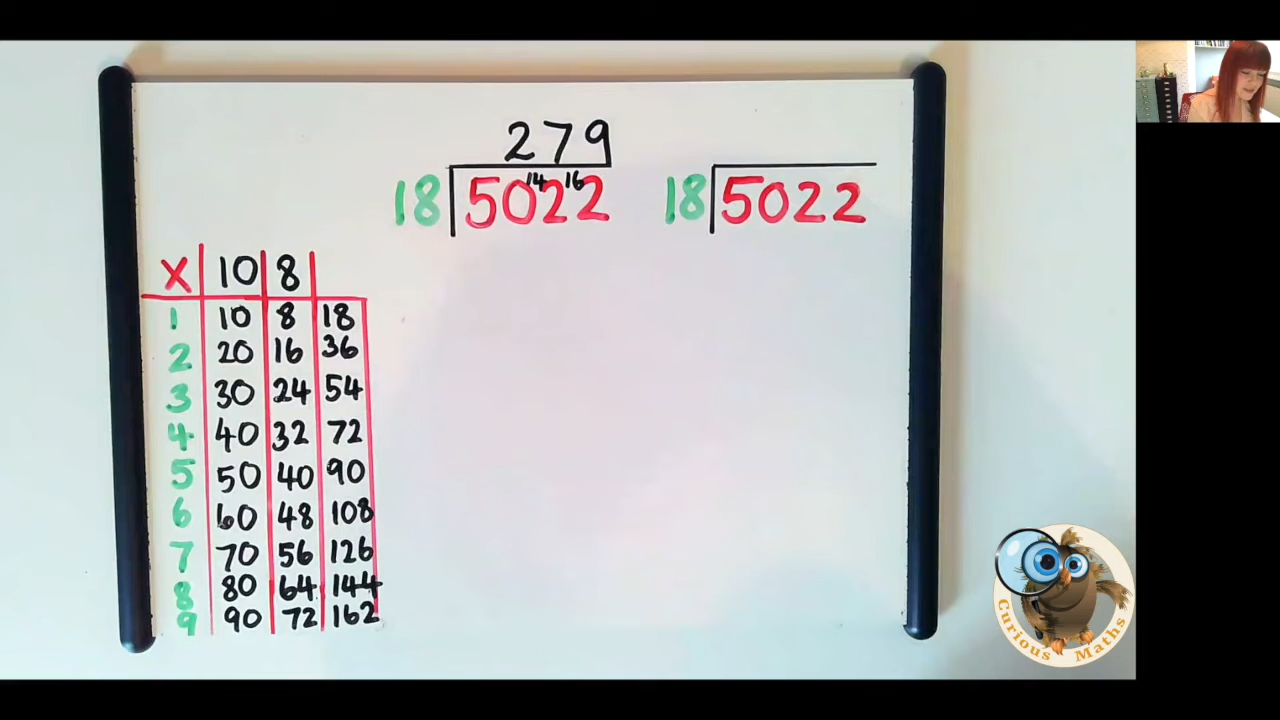 279
18 5022
14 16
18 5022
X 10 8
1 10 8 18
2 20 16 36
3 30 24 54
4 40 32 72
5 50 40 90
6 60 48 108
7 70 56 126
8 80 64 144
9 90 72 162
Curious Maths